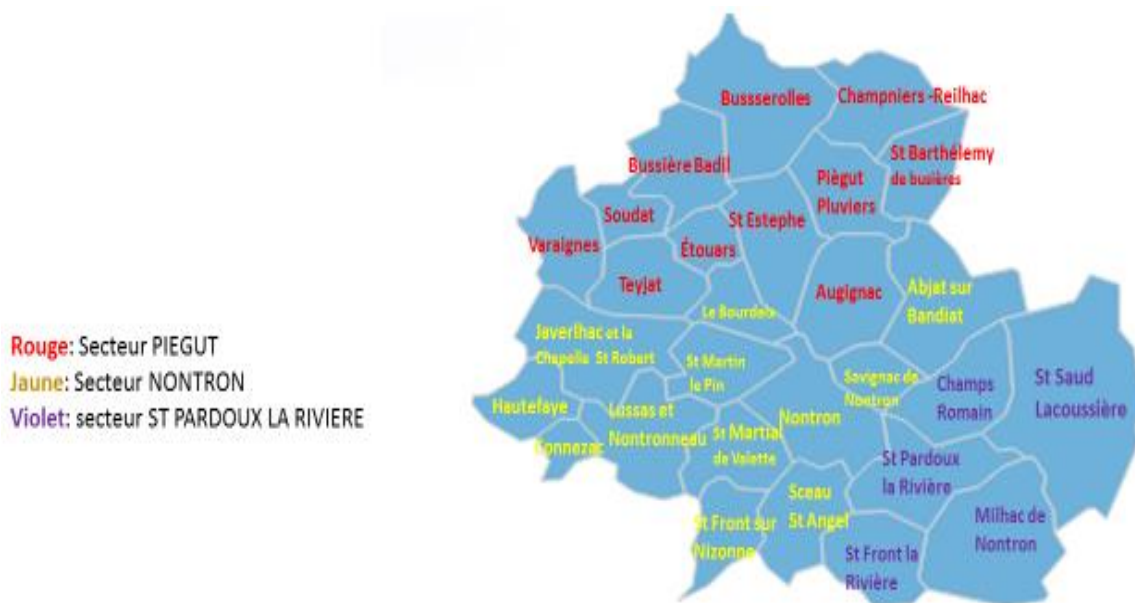 Bussserolles
Champniers -Reilhac
St Barthélemy
de busières
Bussière Badil
Piègut
Pluviers
Soudat
St Estephe
Varaignes
Étouars
Teyjat
Augignac
Abjat sur
Bandiat
Le Bourdeix
Javerlhac et la
Chapelle St Robert
St Martin
le Pin
Savignac de
Nontron
Champs
Romain
St Saud
Lacoussière
Hautefaye
Lussas et
Nontronneau
Nontron
Connezac
St Martial
de Valette
St Pardoux
la Rivière
Sceau
St Angel
St Front sur
Nizonne
Milhac de
Nontron
St Front la
Rivière
Rouge: Secteur PIEGUT
Jaune: Secteur NONTRON
Violet: secteur ST PARDOUX LA RIVIERE